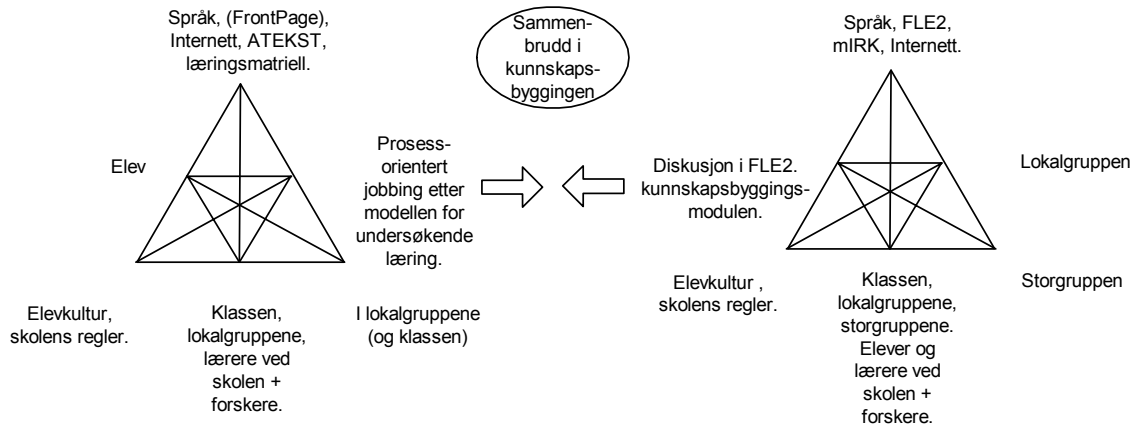 Språk, (FrontPage),
Internett, ATEKST,
læringsmatriell.
Elev
Prosess-
orientert
jobbing etter
modellen for
undersøkende
læring.
Elevkultur,
skolens regler.
Klassen,
lokalgruppene,
lærere ved
skolen +
forskere.
I lokalgruppene
(og klassen)
Sammen-
brudd i
kunnskaps-
byggingen
Språk, FLE2,
mIRK, Internett.
Diskusjon i FLE2.
kunnskapsbyggings-
modulen.
Lokalgruppen
Elevkultur ,
skolens regler.
Klassen,
lokalgruppene,
storgruppene.
Elever og
lærere ved
skolen +
forskere.
Storgruppen